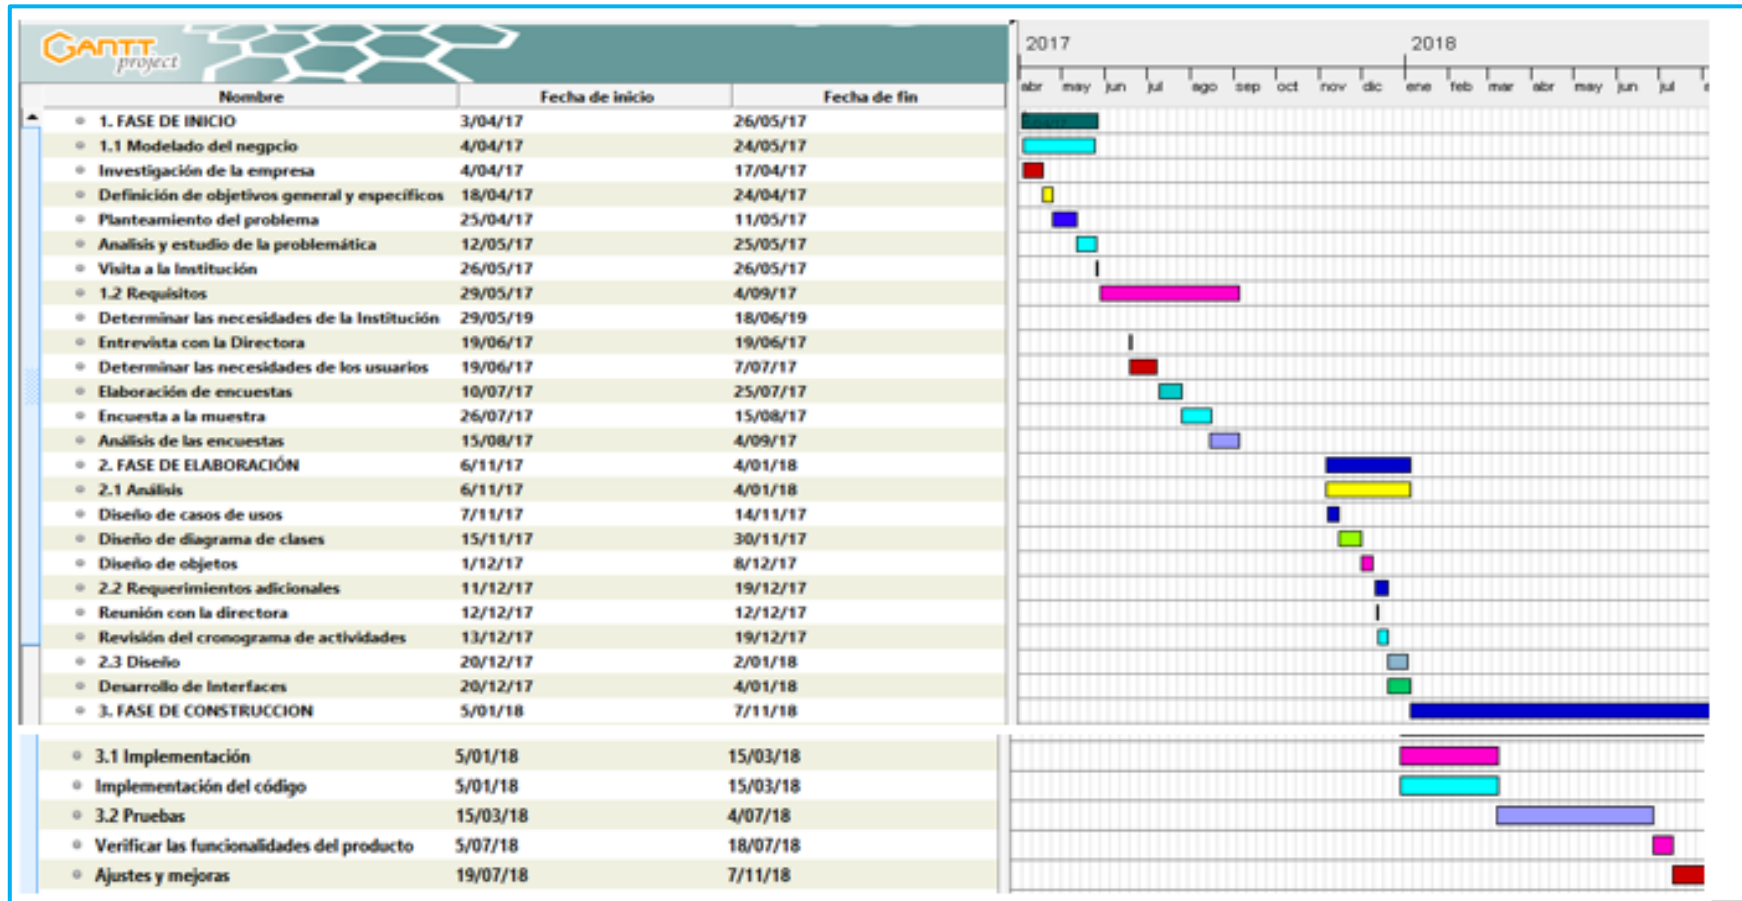 GANTT
project
2017 2018
abr may jun jul ago sep oct nov dic ene feb mar abr may jun jul
Nombre Fecha de inicio Fecha de fin
1. FASE DE INICIO 3/04/17 26/05/17
1.1 Modelado del negpcio 4/04/17 24/05/17
Investigación de la empresa 4/04/17 17/04/17
Definición de objetivos general y específicos 18/04/17 24/04/17
Planteamiento del problema 25/04/17 11/05/17
Analisis y estudio de la problemática 12/05/17 25/05/17
Visita a la Institución 26/05/17 26/05/17
1.2 Requisitos 29/05/17 4/09/17
Determinar las necesidades de la Institución 29/05/19 18/06/19
Entrevista con la Directora 19/06/17 19/06/17
Determinar las necesidades de los usuarios 19/06/17 7/07/17
Elaboración de encuestas 10/07/17 25/07/17
Encuesta a la muestra 26/07/17 15/08/17
Análisis de las encuestas 15/08/17 4/09/17
2. FASE DE ELABORACIÓN 6/11/17 4/01/18
2.1 Análisis 6/11/17 4/01/18
Diseño de casos de usos 7/11/17 14/11/17
Diseño de diagrama de clases 15/11/17 30/11/17
Diseño de objetos 1/12/17 8/12/17
2.2 Requerimientos adicionales 11/12/17 19/12/17
Reunión con la directora 12/12/17 12/12/17
Revisión del cronograma de actividades 13/12/17 19/12/17
2.3 Diseño 20/12/17 2/01/18
Desarrollo de Interfaces 20/12/17 4/01/18
3. FASE DE CONSTRUCCION 5/01/18 7/11/18
3.1 Implementación 5/01/18 15/03/18
Implementación del código 5/01/18 15/03/18
3.2 Pruebas 15/03/18 4/07/18
Verificar las funcionalidades del producto 5/07/18 18/07/18
Ajustes y mejoras 19/07/18 7/11/18